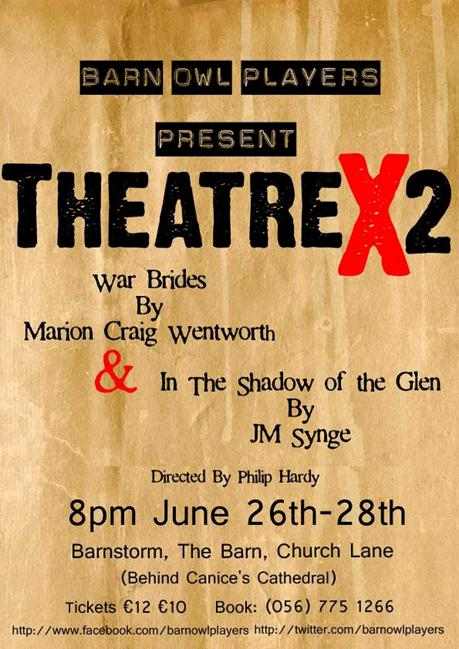 BARN OWL PLAYERS
PRESENT
THEATREX2
War Brides
By
Marion Craig Wentworth
&
In The Shadow of the Glen
By
JM Synge
Directed By Philip Hardy
8pm June 26th-28th
Barnstorm, The Barn, Church Lane
(Behind Canice's Cathedral)
Tickets €12 €10 Book: (056) 775 1266
http://www.facebook.com/barnowlplayers http://twitter.com/barnowlplayers